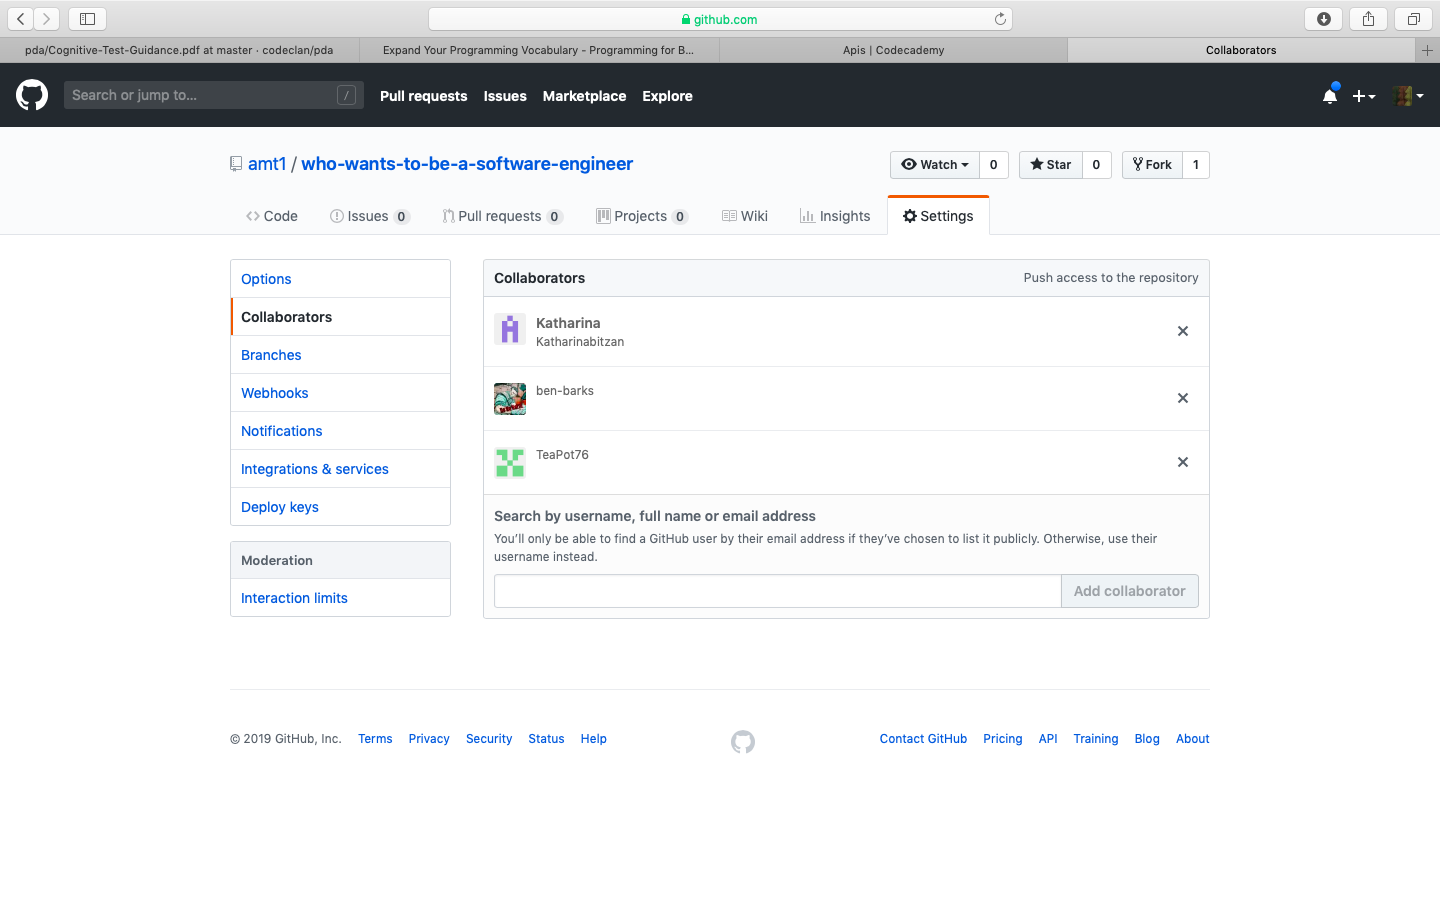 github.com
pda/Cognitive-Test-Guidance.pdf at master · codeclan/pda
Expand Your Programming Vocabulary - Programming for B...
Apis | Codecademy
Collaborators
Search or jump to...
/
Pull requests
Issues
Marketplace
Explore
amt1 / who-wants-to-be-a-software-engineer
Watch 0
Star 0
Fork 1
Code
Issues 0
Pull requests 0
Projects 0
Wiki
Insights
Settings
Options
Collaborators
Branches
Webhooks
Notifications
Integrations & services
Deploy keys
Moderation
Interaction limits
Collaborators
Push access to the repository
Katharina
Katharinabitzan
ben-barks
TeaPot76
Search by username, full name or email address
You’ll only be able to find a GitHub user by their email address if they’ve chosen to list it publicly. Otherwise, use their
username instead.
Add collaborator
© 2019 GitHub, Inc.
Terms
Privacy
Security
Status
Help
Contact GitHub
Pricing
API
Training
Blog
About